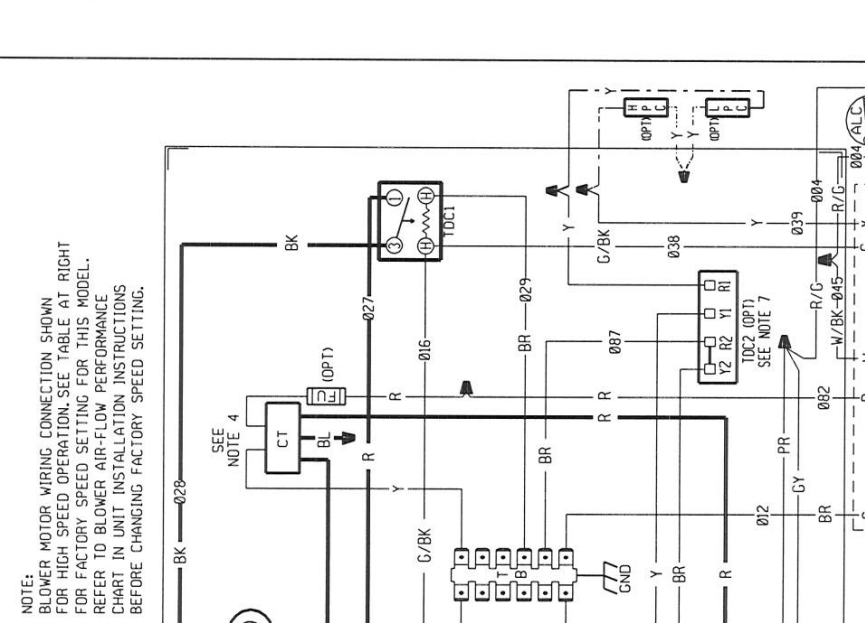 NOTE:
BLOWER MOTOR WIRING CONNECTION SHOWN
FOR HIGH SPEED OPERATION.SEE TABLE AT RIGHT
FOR FACTORY SPEED SETTING FOR THIS MODEL.
REFER TO BLOWER AIR-FLOW PERFORMANCE
CHART IN UNIT INSTALLATION INSTRUCTIONS
BEFORE CHANGING FACTORY SPEED SETTING.
BK
028
BK
SEE
NOTE 4
CT
BL
(OPT)
R
Y
027
R
1
3
H
H
TDC1
016
G/BK
029
BR
T B
GND
BR
087
Y
G/BK
038
Y
039
Y
HPC
(OPT)
Y
Y
LPC
(OPT)
R1
Y1
R2
Y2
TDC2 (OPT)
SEE NOTE 7
R
R
Y
BR
R
012
BR
082
PR
GY
R/G
W/BK
045
004
R/G
004
ALC